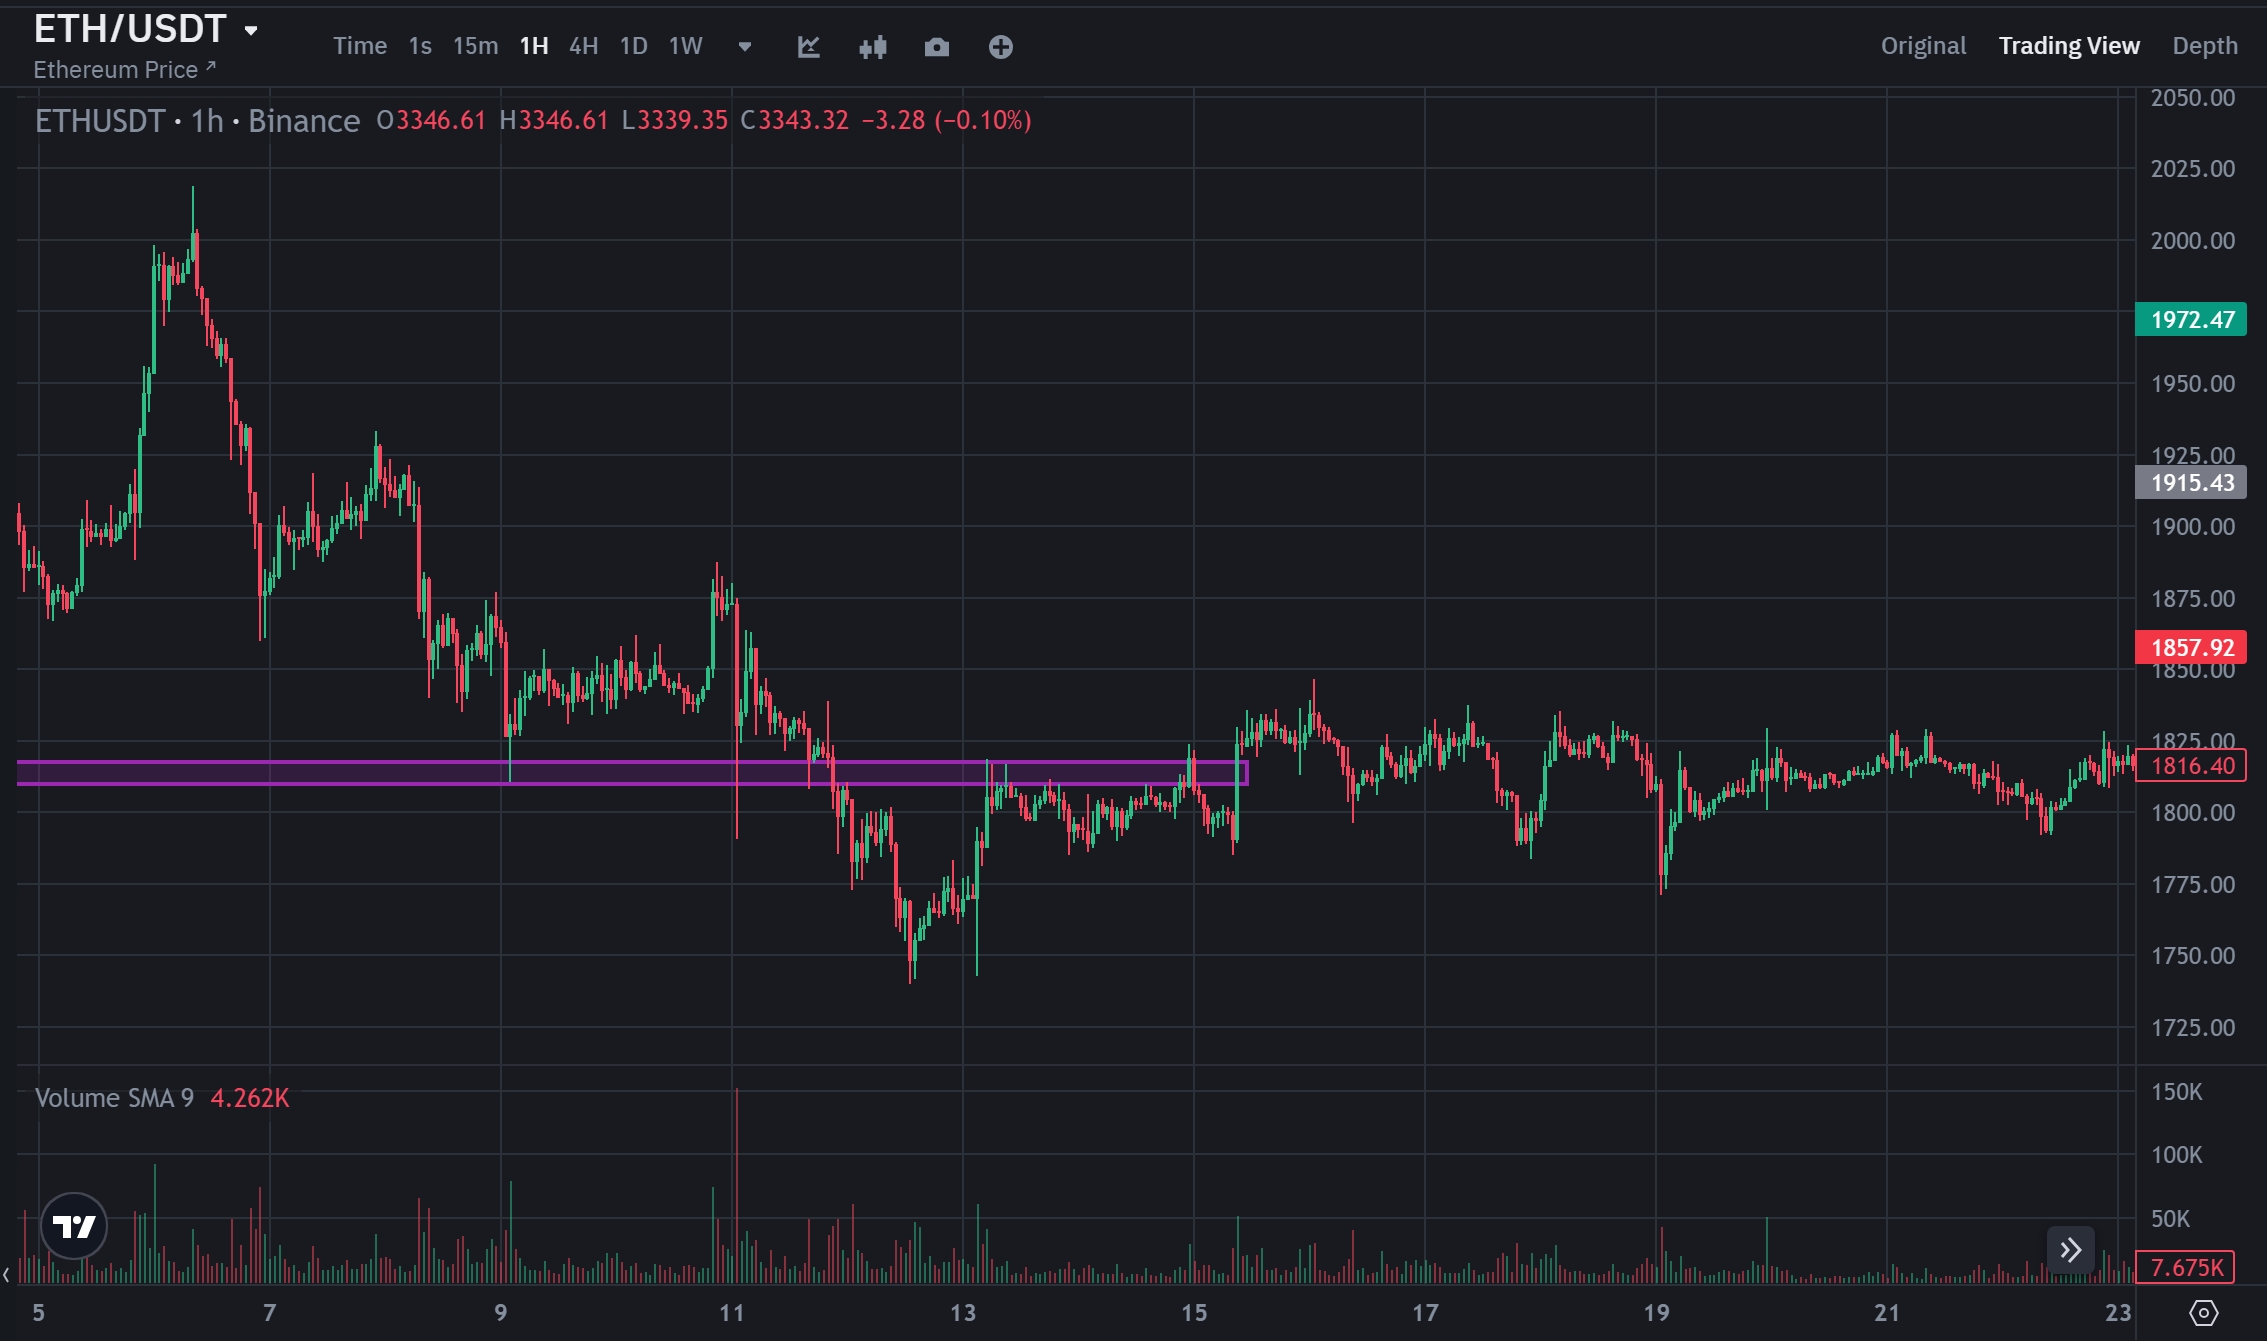 ETH/USDT
Ethereum Price
Time 1s 15m 1H 4H 1D 1W
Original Trading View Depth
ETHUSDT · 1h · Binance O3346.61 H3346.61 L3339.35 C3343.32 −3.28 (−0.10%)
2050.00
2025.00
2000.00
1972.47
1950.00
1925.00
1915.43
1900.00
1875.00
1857.92
1850.00
1825.00
1816.40
1800.00
1775.00
1750.00
1725.00
Volume SMA 9 4.262K
150K
100K
50K
7.675K
5 7 9 11 13 15 17 19 21 23